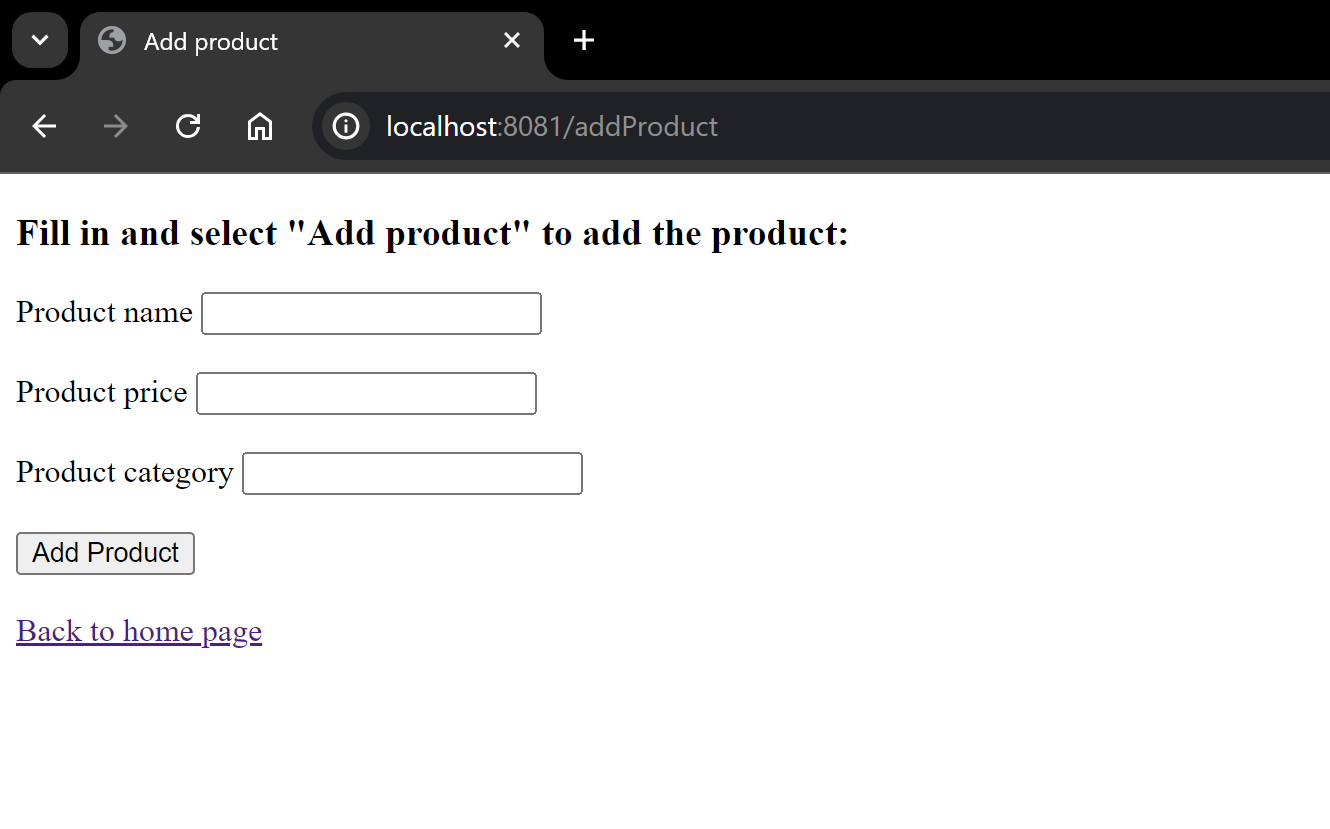 Add product
localhost:8081/addProduct
Fill in and select "Add product" to add the product:
Product name
Product price
Product category
Add Product
Back to home page